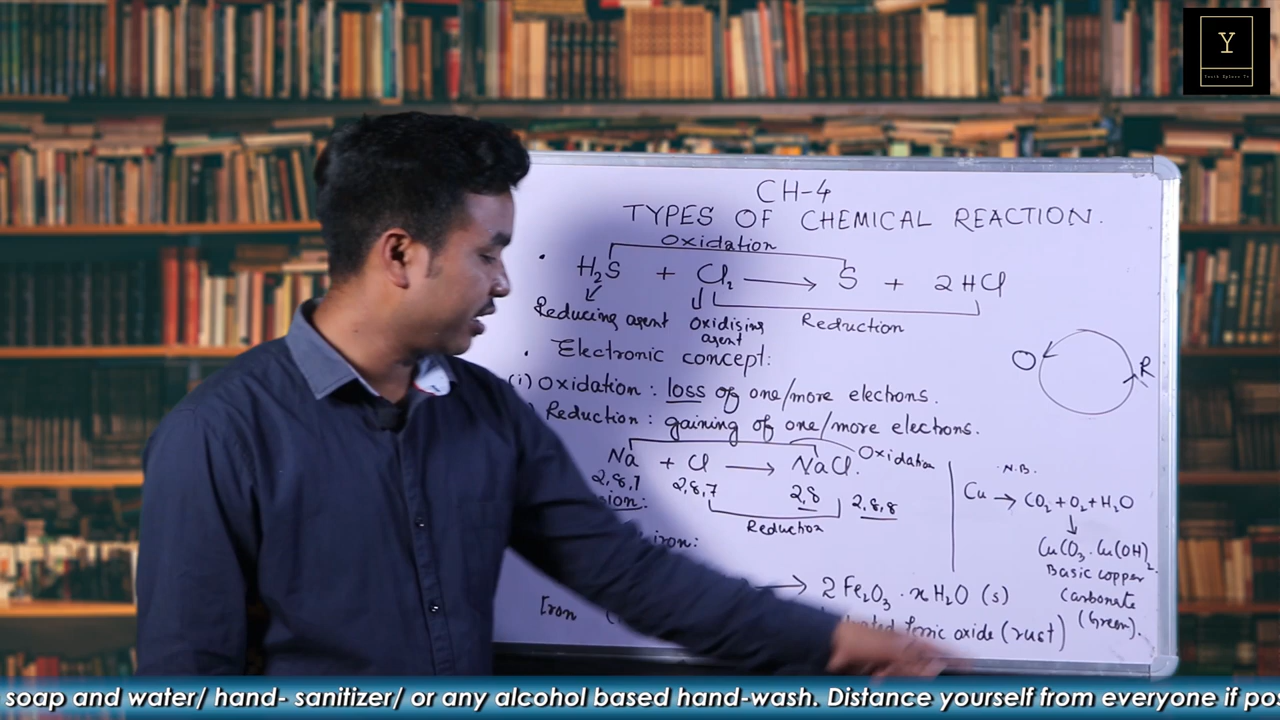 Y
CH-4
TYPES OF CHEMICAL REACTION.
Oxidation
• H₂S + Cl₂ ⟶ S + 2HCl
Reducing agent
Oxidising agent
Reduction
• Electronic concept:
(i) Oxidation : loss of one/more electrons.
) Reduction : gaining of one/more electrons.
Oxidation
Na + Cl ⟶ NaCl.
2,8,1 2,8,7 2,8 2,8,8
Reduction
sion:
iron:
⟶ 2 Fe₂O₃ · xH₂O (s)
Iron
ferric oxide (rust)
O R
N.B.
Cu → CO₂ + O₂ + H₂O
↓
CuCO₃. Cu(OH)₂.
Basic copper
Carbonate
(Green).
soap and water/ hand- sanitizer/ or any alcohol based hand-wash. Distance yourself from everyone if po